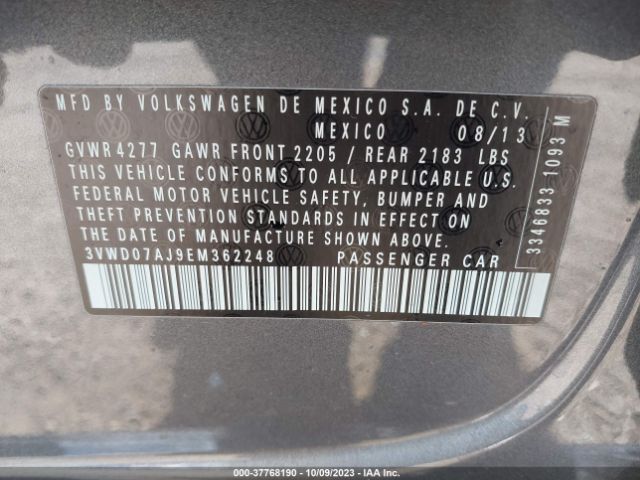 MFD BY VOLKSWAGEN DE MEXICO S.A. DE C.V.
MEXICO 08/13
GVWR 4277 GAWR FRONT 2205 / REAR 2183 LBS
THIS VEHICLE CONFORMS TO ALL APPLICABLE U.S.
FEDERAL MOTOR VEHICLE SAFETY, BUMPER AND
THEFT PREVENTION STANDARDS IN EFFECT ON
THE DATE OF MANUFACTURE SHOWN ABOVE.
3VWD07AJ9EM362248 PASSENGER CAR
3346833-1093 M
000-37768190 - 10/09/2023 - IAA Inc.